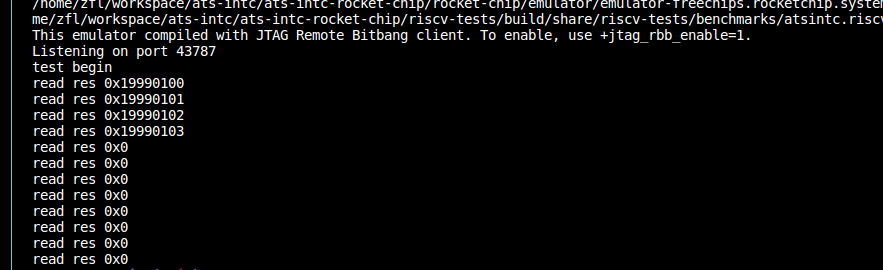 /home/zfl/workspace/ats-intc/ats-intc-rocket-chip/rocket-chip/emulator/emulator-freechips.rocketchip.system
me/zfl/workspace/ats-intc/ats-intc-rocket-chip/riscv-tests/build/share/riscv-tests/benchmarks/atsintc.riscv
This emulator compiled with JTAG Remote Bitbang client. To enable, use +jtag_rbb_enable=1.
Listening on port 43787
test begin
read res 0x19990100
read res 0x19990101
read res 0x19990102
read res 0x19990103
read res 0x0
read res 0x0
read res 0x0
read res 0x0
read res 0x0
read res 0x0
read res 0x0
read res 0x0